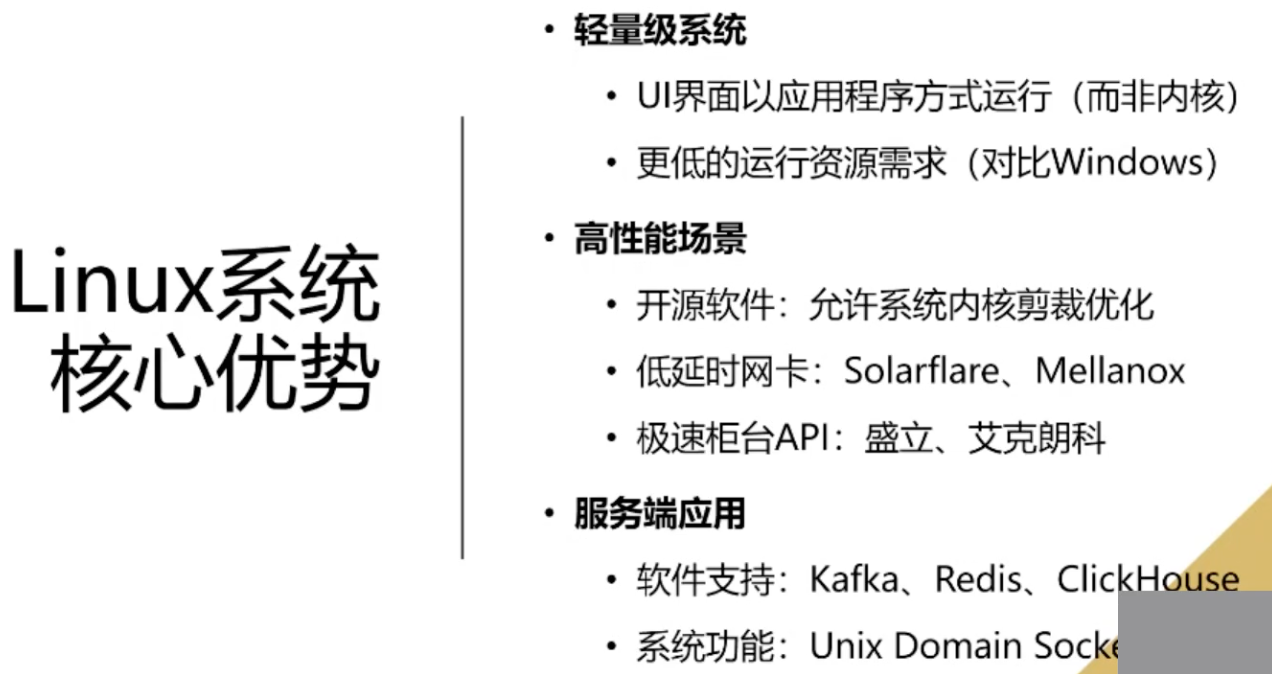 Linux系统
核心优势
• 轻量级系统
• UI界面以应用程序方式运行（而非内核）
• 更低的运行资源需求（对比Windows）
• 高性能场景
• 开源软件：允许系统内核剪裁优化
• 低延时网卡：Solarflare、Mellanox
• 极速柜台API：盛立、艾克朗科
• 服务端应用
• 软件支持：Kafka、Redis、ClickHouse
• 系统功能：Unix Domain